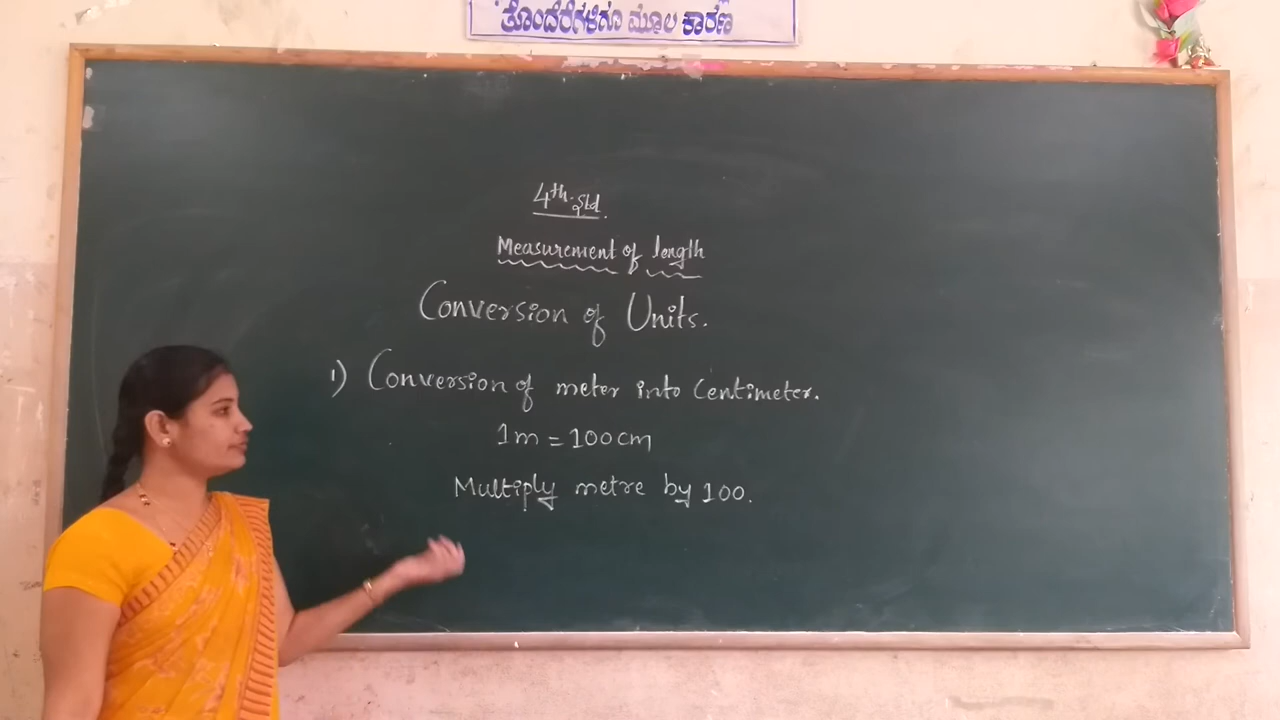 ತೊಂದರೆಗಳಿಗೂ ಮೂಲ ಕಾರಣ
4th Std.
Measurement of length
Conversion of Units.
1) Conversion of meter into Centimeter.
1m = 100cm
Multiply metre by 100.